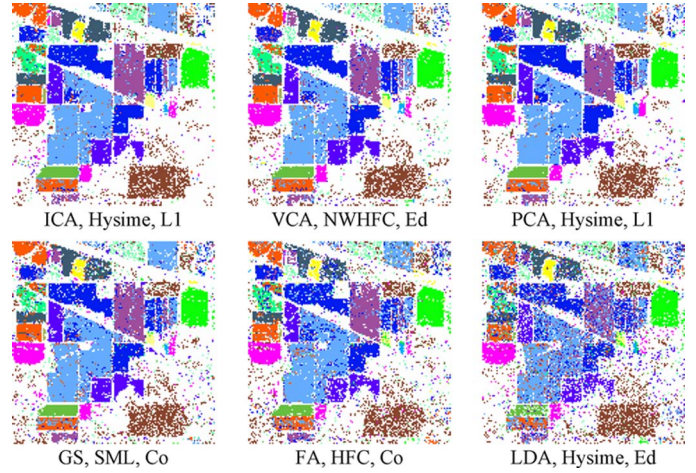 ICA, Hysime, L1
VCA, NWHFC, Ed
PCA, Hysime, L1
GS, SML, Co
FA, HFC, Co
LDA, Hysime, Ed